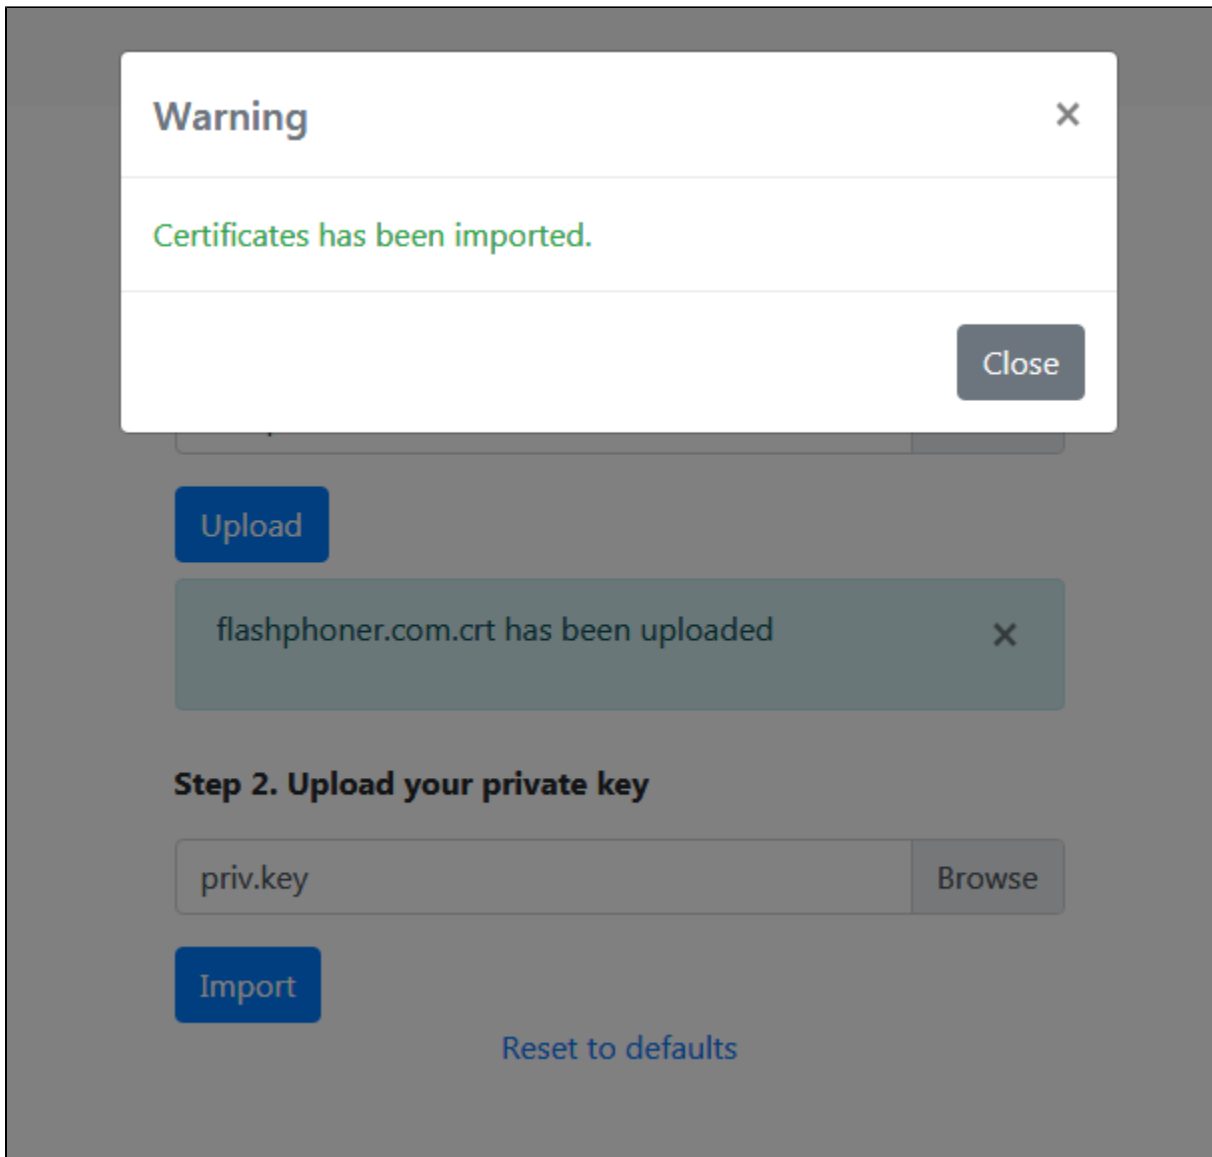 Warning
×
Certificates has been imported.
Close
Upload
flashphoner.com.crt has been uploaded
×
Step 2. Upload your private key
priv.key Browse
Import
Reset to defaults